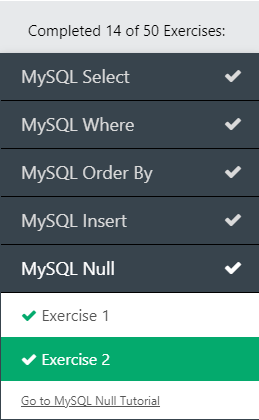 Completed 14 of 50 Exercises:
MySQL Select
MySQL Where
MySQL Order By
MySQL Insert
MySQL Null
Exercise 1
Exercise 2
Go to MySQL Null Tutorial